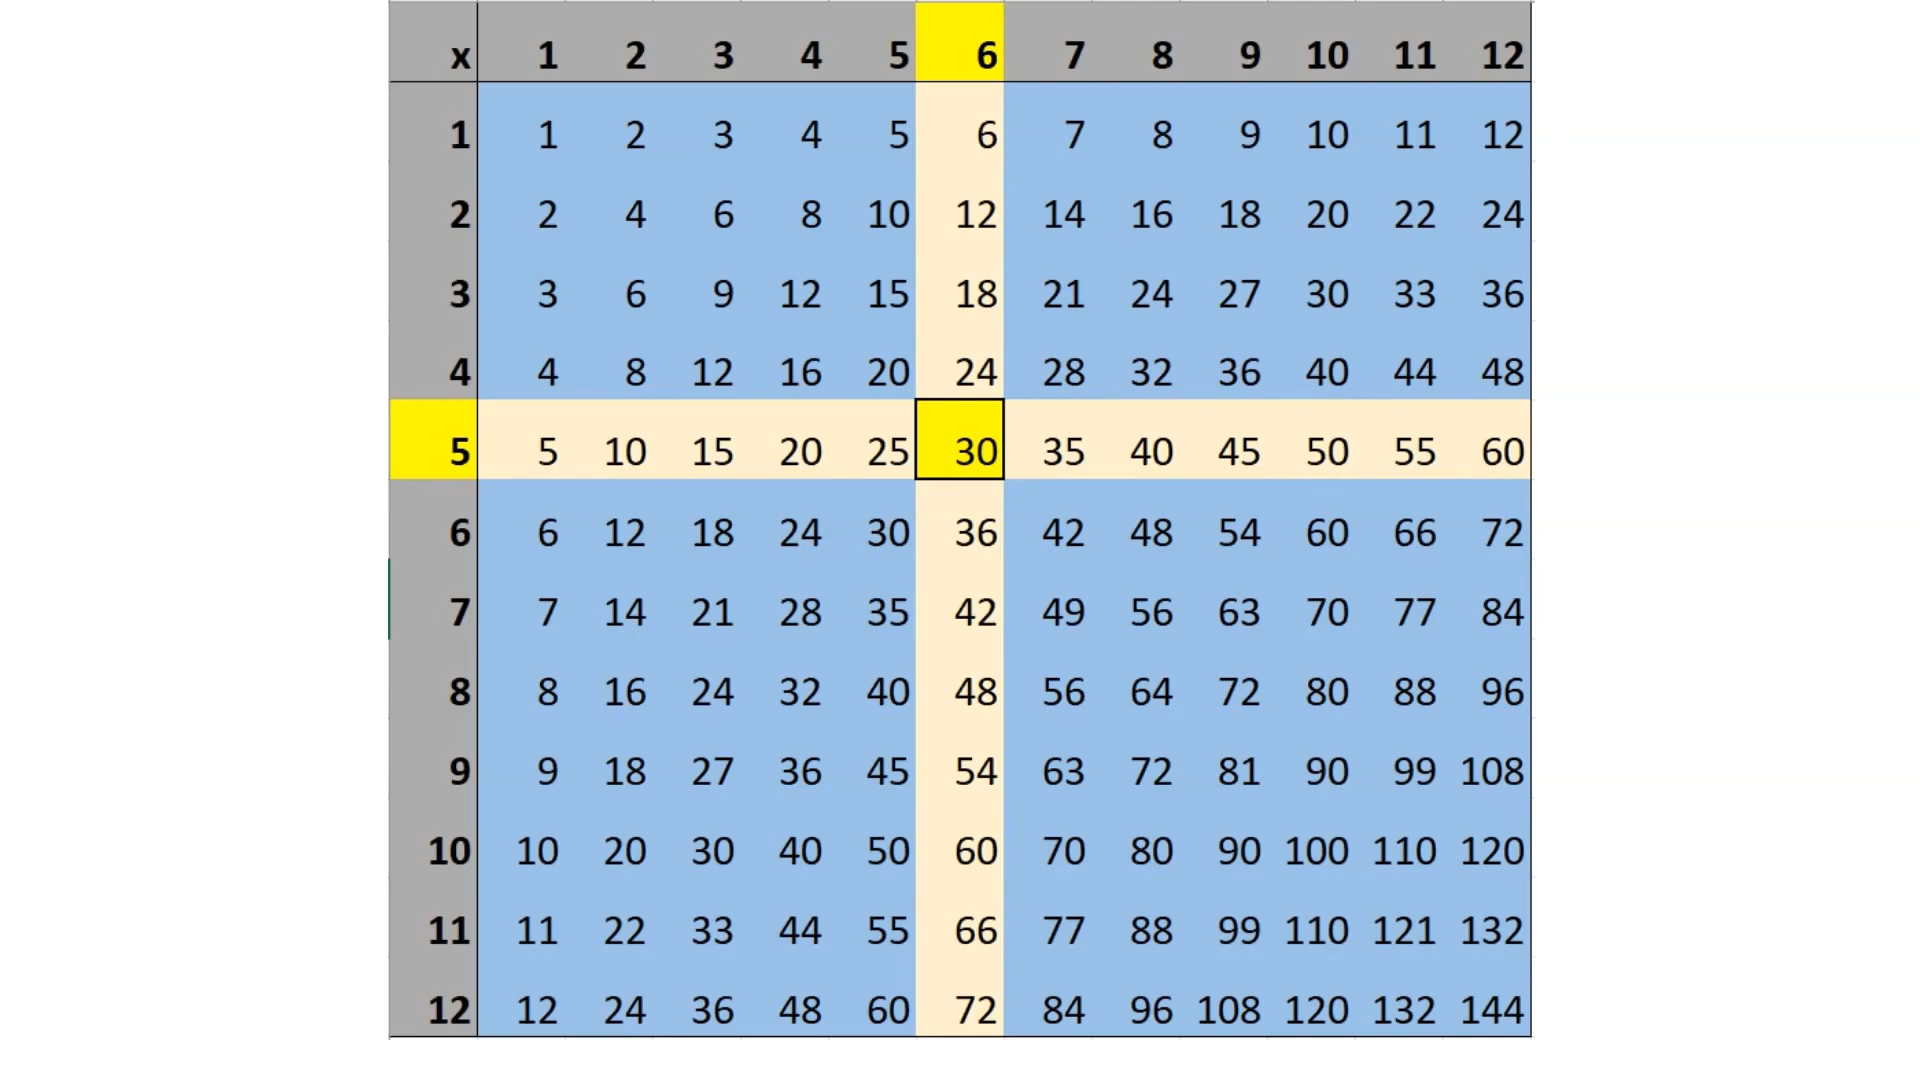 x 1 2 3 4 5 6 7 8 9 10 11 12
1 1 2 3 4 5 6 7 8 9 10 11 12
2 2 4 6 8 10 12 14 16 18 20 22 24
3 3 6 9 12 15 18 21 24 27 30 33 36
4 4 8 12 16 20 24 28 32 36 40 44 48
5 5 10 15 20 25 30 35 40 45 50 55 60
6 6 12 18 24 30 36 42 48 54 60 66 72
7 7 14 21 28 35 42 49 56 63 70 77 84
8 8 16 24 32 40 48 56 64 72 80 88 96
9 9 18 27 36 45 54 63 72 81 90 99 108
10 10 20 30 40 50 60 70 80 90 100 110 120
11 11 22 33 44 55 66 77 88 99 110 121 132
12 12 24 36 48 60 72 84 96 108 120 132 144